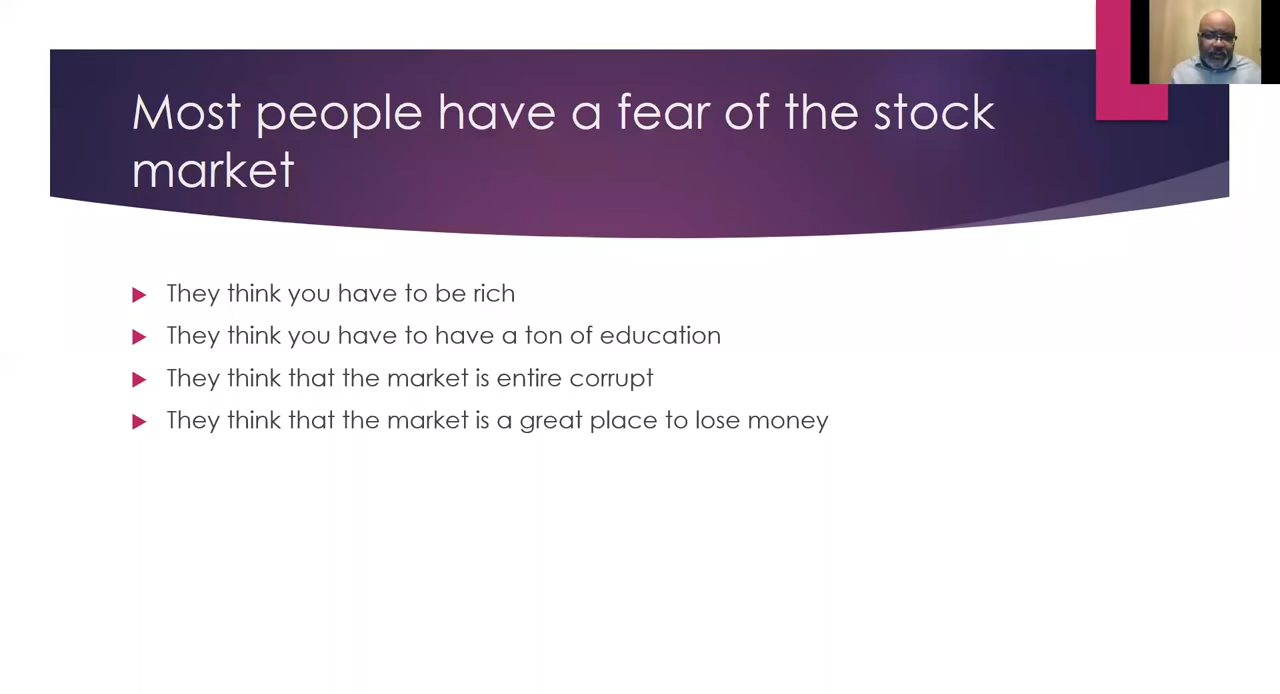 Most people have a fear of the stock
market
They think you have to be rich
They think you have to have a ton of education
They think that the market is entire corrupt
They think that the market is a great place to lose money